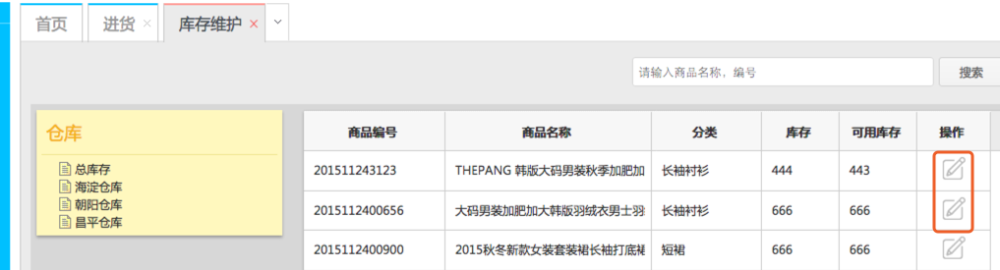 首页 进货 库存维护
请输入商品名称，编号 搜索
仓库
总库存
海淀仓库
朝阳仓库
昌平仓库
商品编号 商品名称 分类 库存 可用库存 操作
201511243123 THEPANG 韩版大码男装秋季加肥加 长袖衬衫 444 443
2015112400656 大码男装加肥加大韩版羽绒衣男士羽 长袖衬衫 666 666
2015112400900 2015秋冬新款女装套装裙长袖打底裙 短裙 666 666